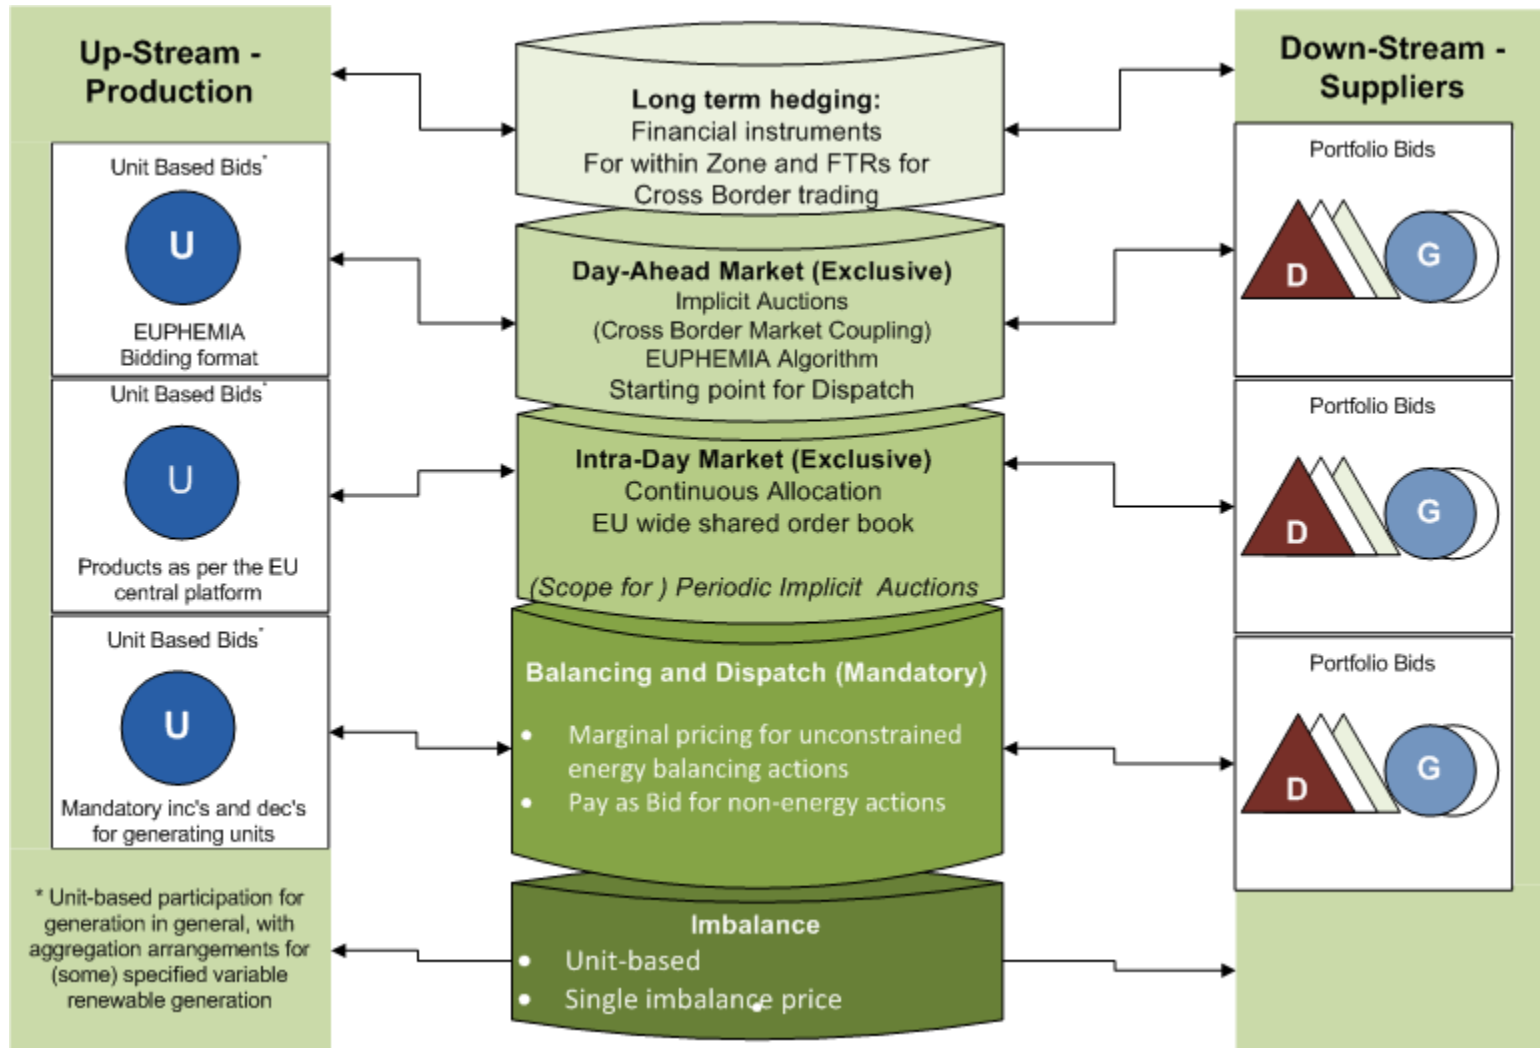 Up-Stream -
Production
Unit Based Bids*
U
EUPHEMIA
Bidding format
Unit Based Bids*
U
Products as per the EU
central platform
Unit Based Bids*
U
Mandatory inc's and dec's
for generating units
* Unit-based participation for
generation in general, with
aggregation arrangements for
(some) specified variable
renewable generation
Long term hedging:
Financial instruments
For within Zone and FTRs for
Cross Border trading
Day-Ahead Market (Exclusive)
Implicit Auctions
(Cross Border Market Coupling)
EUPHEMIA Algorithm
Starting point for Dispatch
Intra-Day Market (Exclusive)
Continuous Allocation
EU wide shared order book
(Scope for ) Periodic Implicit Auctions
Balancing and Dispatch (Mandatory)
• Marginal pricing for unconstrained
energy balancing actions
• Pay as Bid for non-energy actions
Imbalance
• Unit-based
• Single imbalance price
Down-Stream -
Suppliers
Portfolio Bids
D G
Portfolio Bids
D G
Portfolio Bids
D G